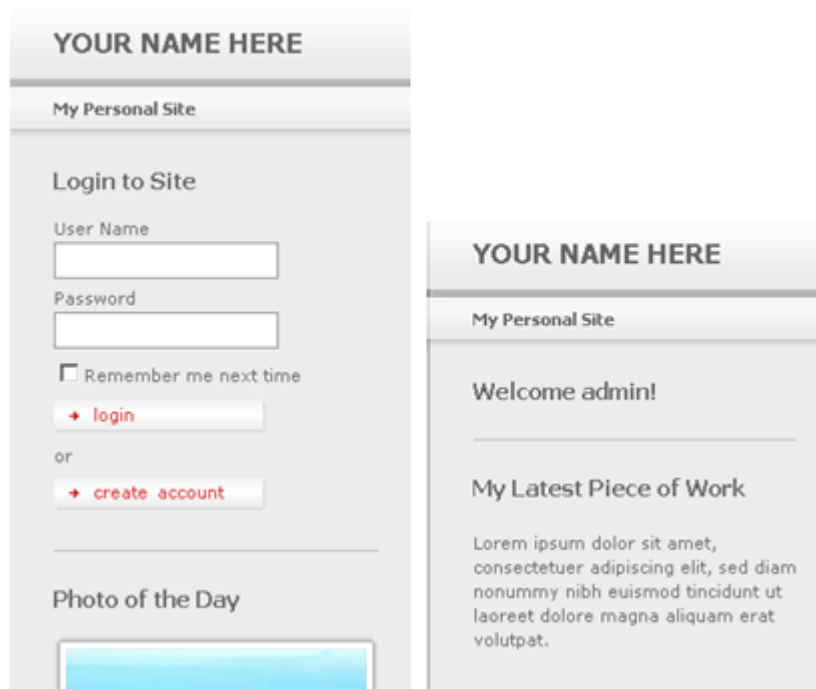 YOUR NAME HERE
My Personal Site
Login to Site
User Name
Password
Remember me next time
login
or
create account
Photo of the Day
YOUR NAME HERE
My Personal Site
Welcome admin!
My Latest Piece of Work
Lorem ipsum dolor sit amet,
consectetuer adipiscing elit, sed diam
nonummy nibh euismod tincidunt ut
laoreet dolore magna aliquam erat
volutpat.